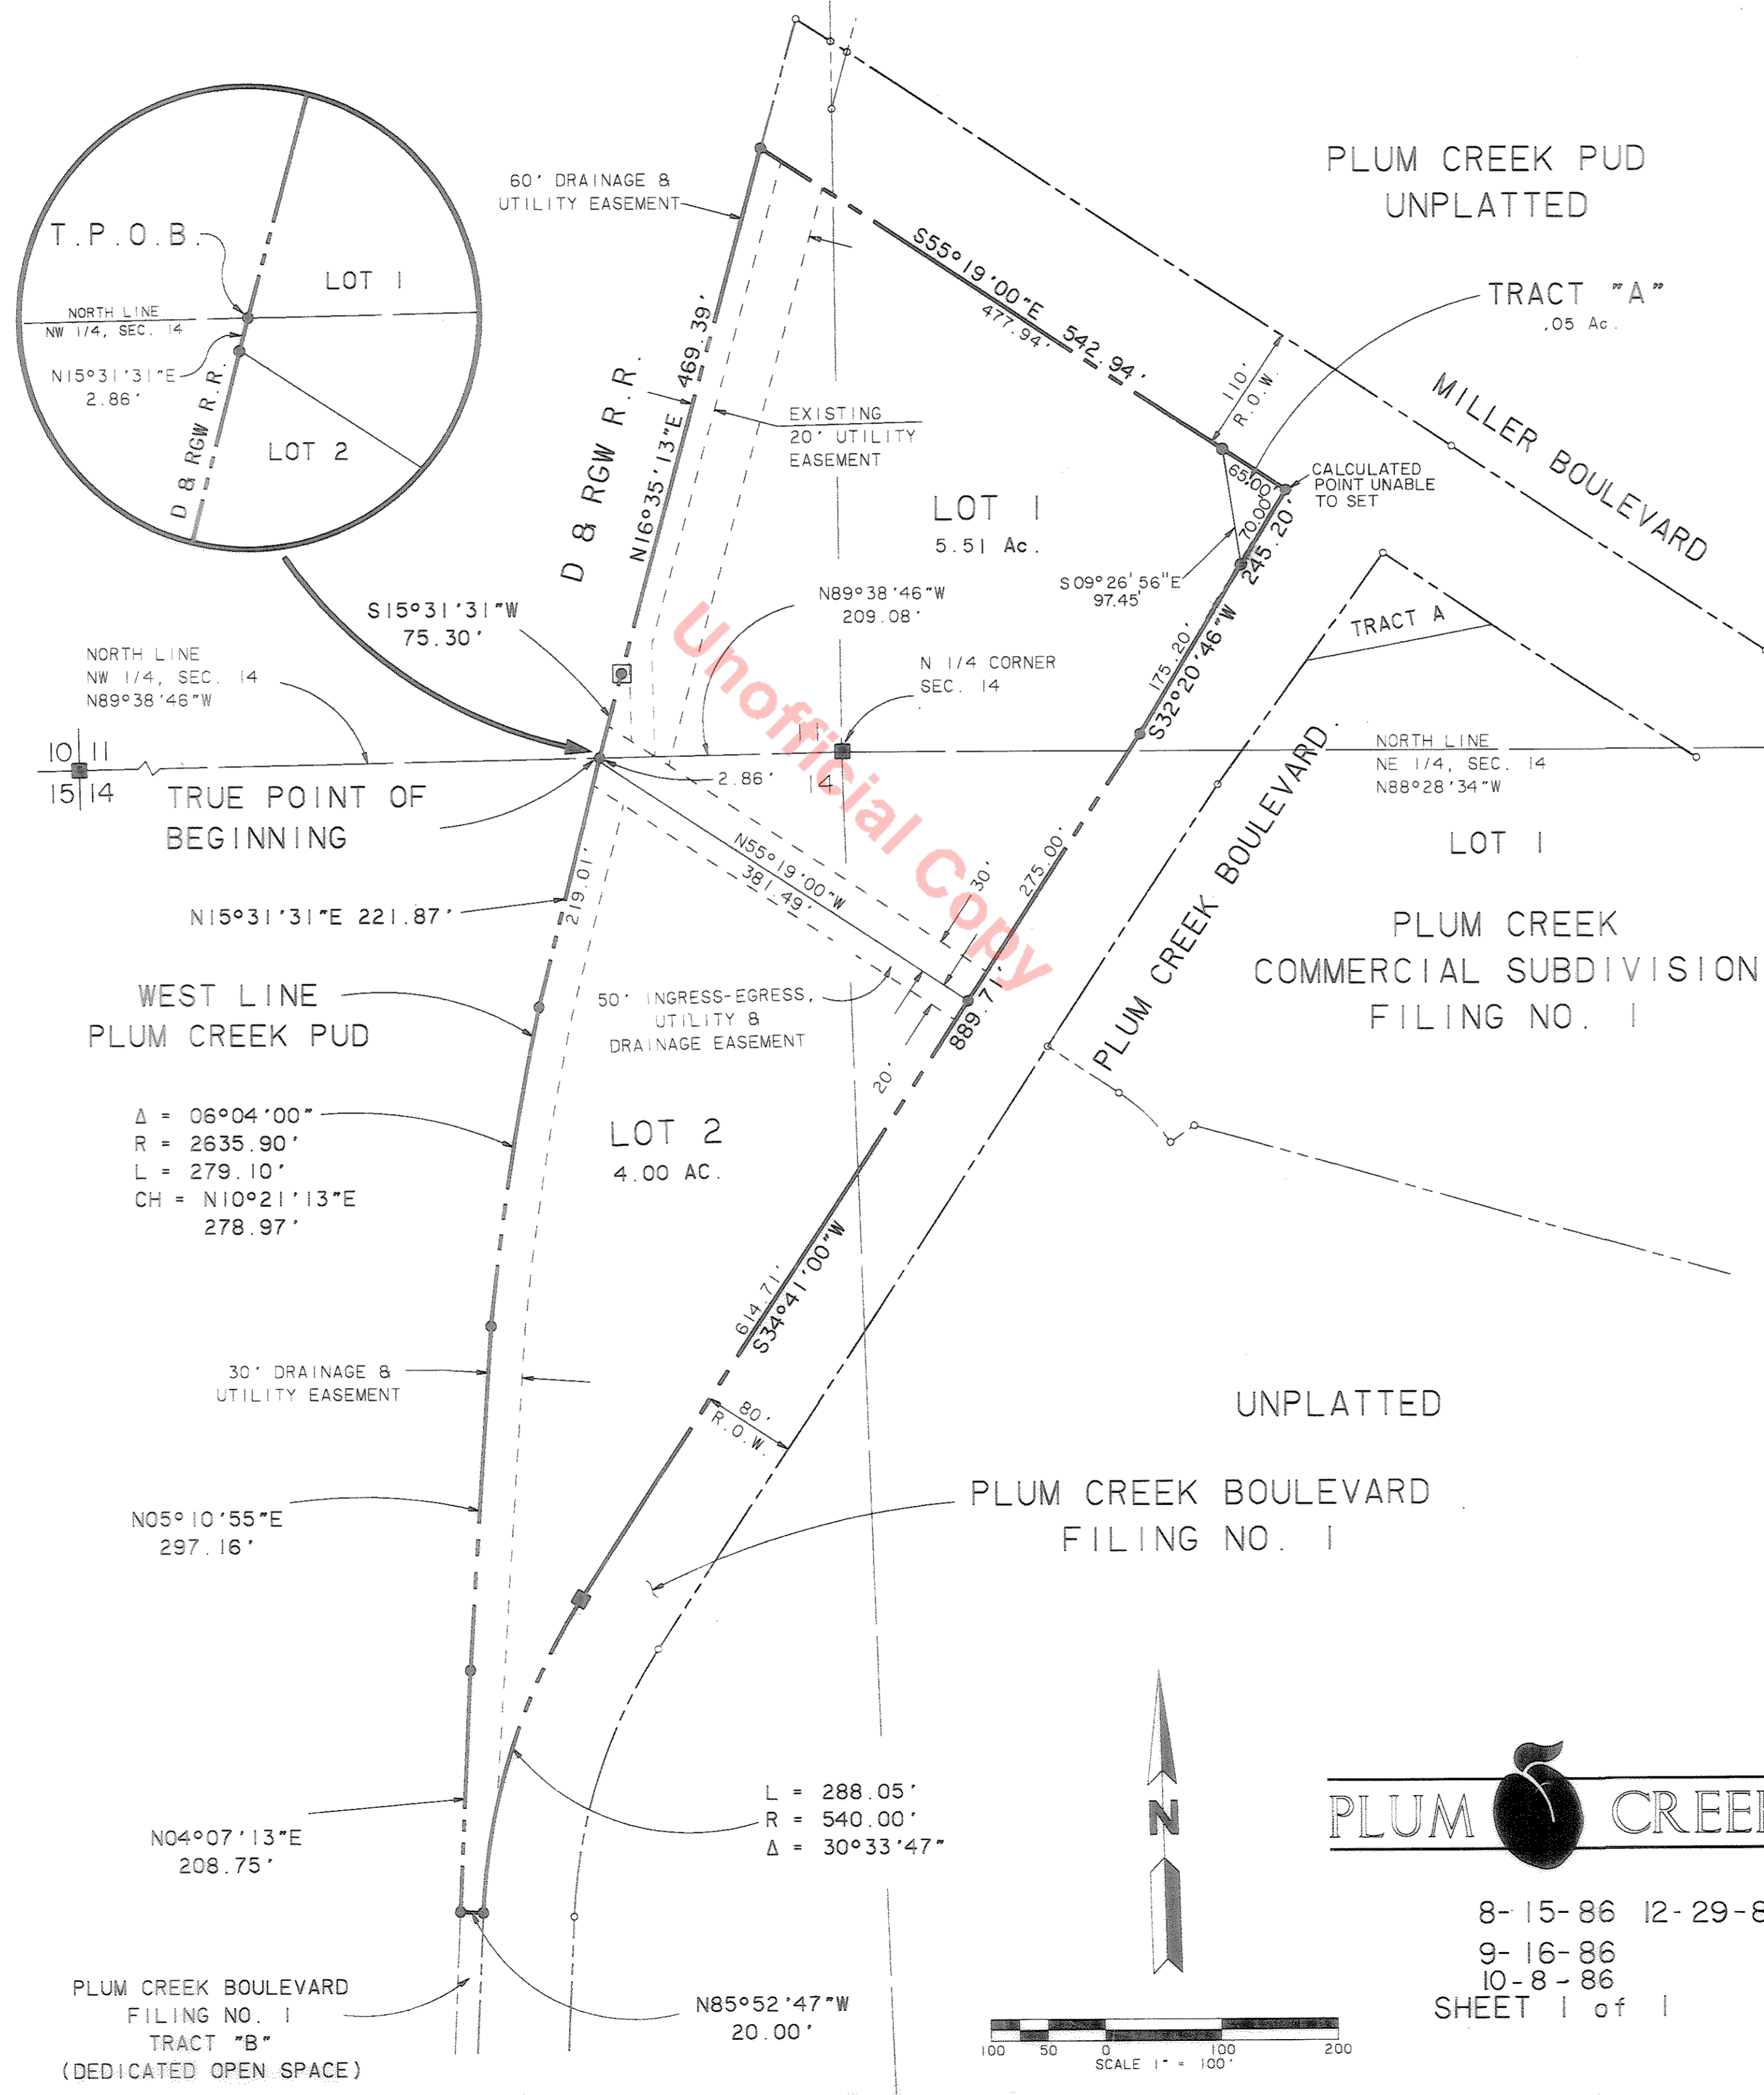 PLUM CREEK PUD
UNPLATTED
60' DRAINAGE &
UTILITY EASEMENT
T.P.O.B.
LOT 1
NORTH LINE
NW 1/4, SEC. 14
N15°31'31"E
2.86'
D & RGW R.R.
LOT 2
S55°19'00"E 542.94'
477.94'
TRACT "A"
.05 Ac.
110'
R.O.W.
MILLER BOULEVARD
N16°35'13"E 469.39'
D & RGW R.R.
EXISTING
20' UTILITY
EASEMENT
65.00'
CALCULATED
POINT UNABLE
TO SET
70.00'
245.20'
LOT 1
5.51 Ac.
S09°26'56"E
97.45'
N89°38'46"W
209.08'
S15°31'31"W
75.30'
TRACT A
175.20'
S32°20'46"W
NORTH LINE
NW 1/4, SEC. 14
N89°38'46"W
N 1/4 CORNER
SEC. 14
10 11
15 14
11
14
NORTH LINE
NE 1/4, SEC. 14
N88°28'34"W
2.86'
TRUE POINT OF
BEGINNING
Unofficial Copy
LOT 1
N55°19'00"W
381.49'
275.00'
30'
219.01'
N15°31'31"E 221.87'
PLUM CREEK BOULEVARD.
PLUM CREEK
COMMERCIAL SUBDIVISION
FILING NO. 1
WEST LINE
PLUM CREEK PUD
50' INGRESS-EGRESS,
UTILITY &
DRAINAGE EASEMENT
889.71'
20'
Δ = 06°04'00"
R = 2635.90'
L = 279.10'
CH = N10°21'13"E
278.97'
LOT 2
4.00 AC.
614.71'
S34°41'00"W
30' DRAINAGE &
UTILITY EASEMENT
80'
R.O.W.
UNPLATTED
PLUM CREEK BOULEVARD
FILING NO. 1
N05°10'55"E
297.16'
L = 288.05'
R = 540.00'
Δ = 30°33'47"
N04°07'13"E
208.75'
N
PLUM CREE
8-15-86 12-29-8
9-16-86
10-8-86
SHEET 1 of 1
PLUM CREEK BOULEVARD
FILING NO. 1
TRACT "B"
(DEDICATED OPEN SPACE)
N85°52'47"W
20.00'
100 50 0 100 200
SCALE 1" = 100'